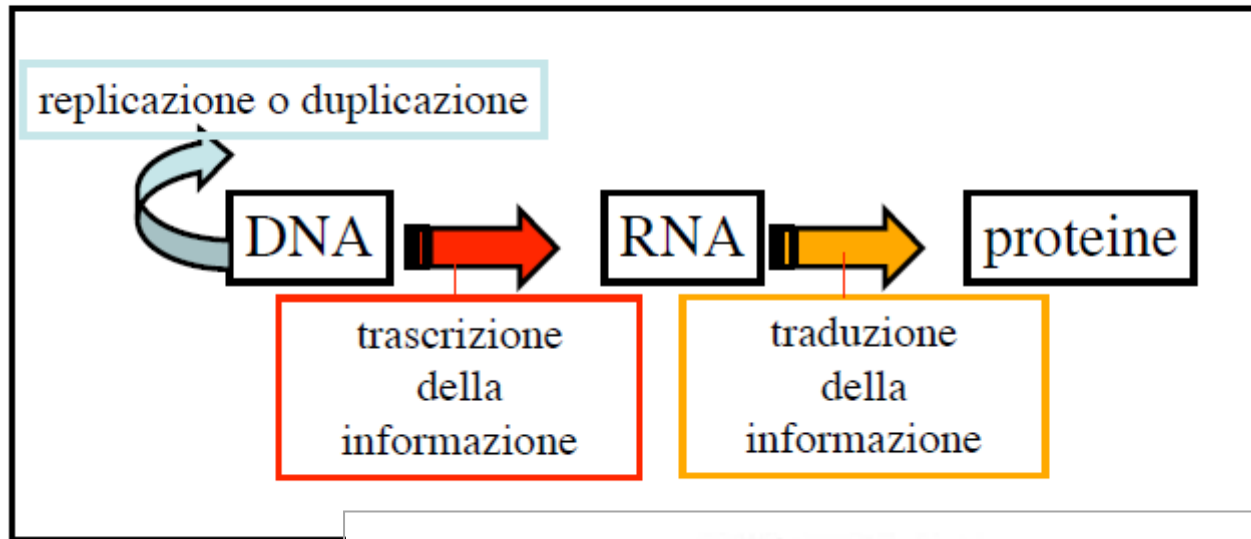 replicazione o duplicazione
DNA
RNA
proteine
trascrizione
della
informazione
traduzione
della
informazione